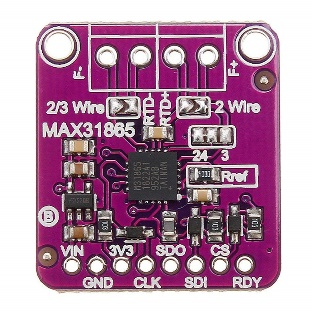 F- RTD- RTD+ F+
2/3 Wire 2 Wire
MAX31865
24 3
Rref
B
VIN 3V3 SDO CS
GND CLK SDI RDY